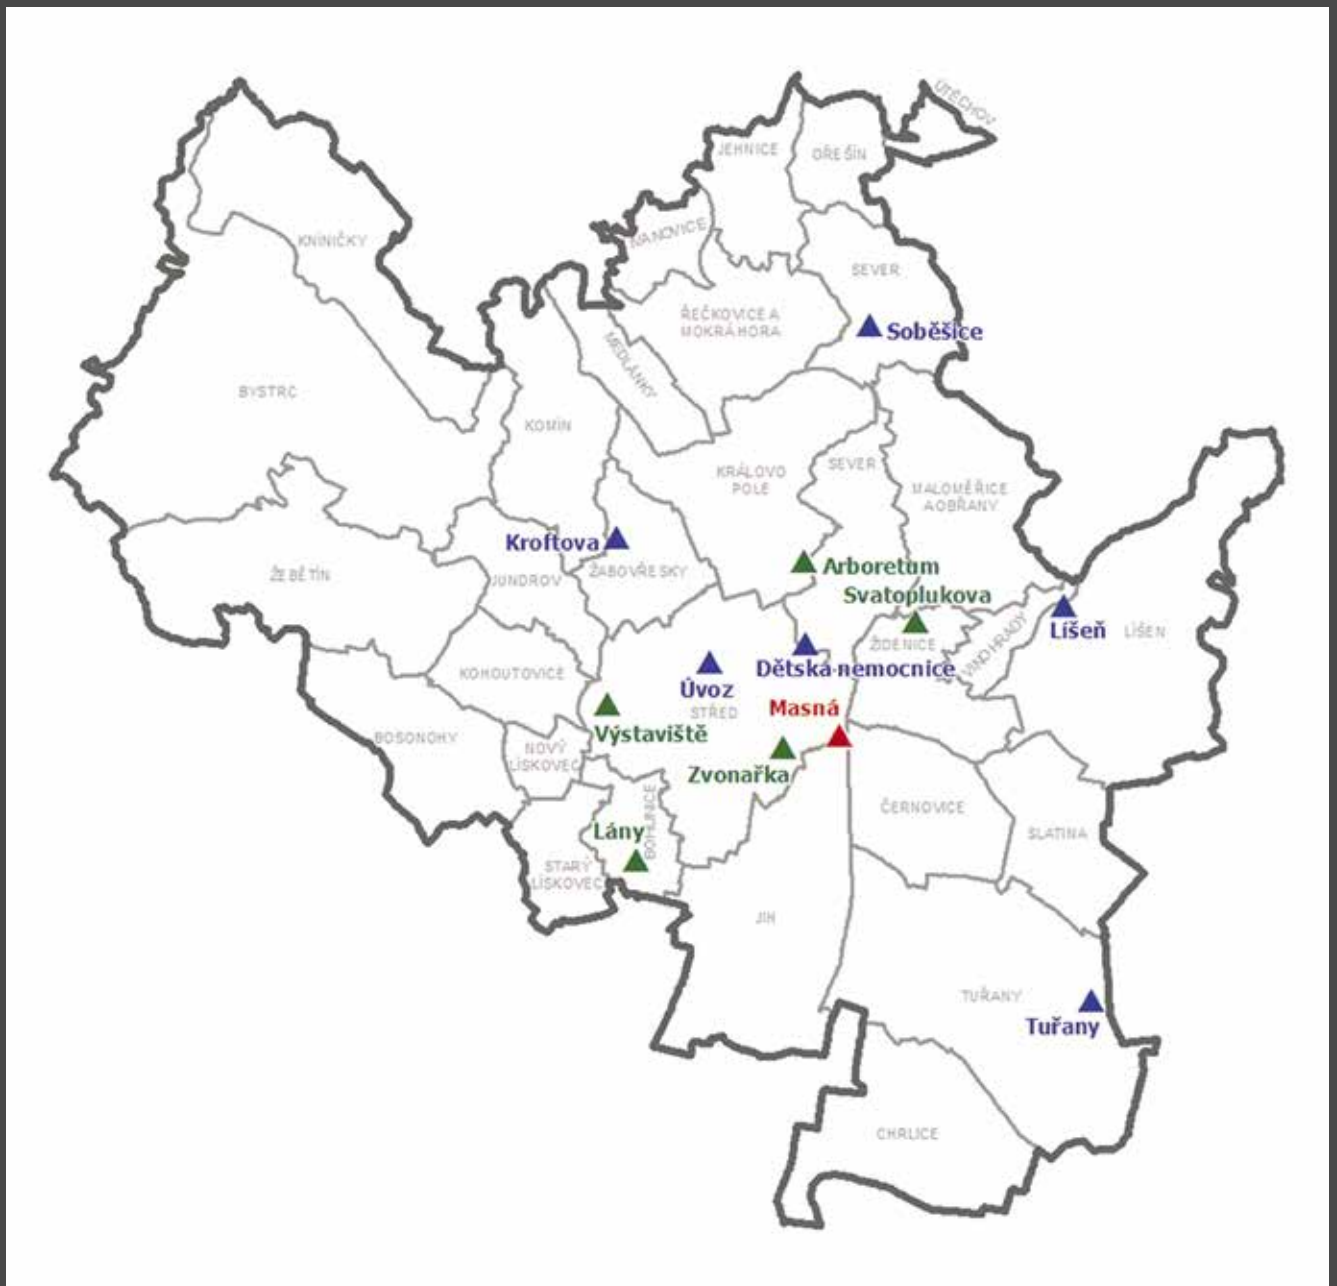 ÚTĚCHOV
JEHNICE
OŘEŠÍN
IVANOVICE
KNÍNIČKY
SEVER
ŘEČKOVICE A
MOKRÁ HORA
Soběšice
MEDLÁNKY
BYSTRC
KOMÍN
KRÁLOVO
POLE
SEVER
MALOMĚŘICE
A OBŘANY
Kroftova
ŽEBĚTÍN
JUNDROV
ŽABOVŘESKY
Arboretum
Svatoplukova
Líšeň
LÍŠEŇ
ŽIDENICE
VINOHRADY
KOHOUTOVICE
Dětská nemocnice
Úvoz
STŘED
Masná
Výstaviště
BOSONOHY
NOVÝ
LÍSKOVEC
Zvonařka
ČERNOVICE
SLATINA
Lány
BOHUNICE
STARÝ
LÍSKOVEC
JIH
TUŘANY
Tuřany
CHRLICE